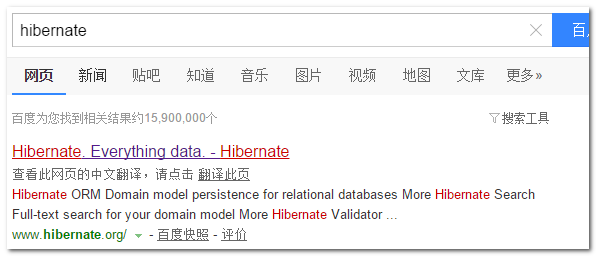 hibernate
网页 新闻 贴吧 知道 音乐 图片 视频 地图 文库 更多»
百度为您找到相关结果约15,900,000个 搜索工具
Hibernate. Everything data. - Hibernate
查看此网页的中文翻译，请点击 翻译此页
Hibernate ORM Domain model persistence for relational databases More Hibernate Search
Full-text search for your domain model More Hibernate Validator ...
www.hibernate.org/ - 百度快照 - 评价